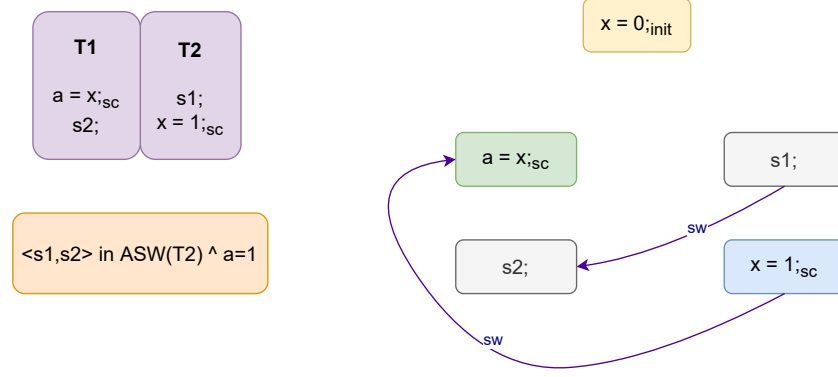 T1
a = x;sc
s2;
T2
s1;
x = 1;sc
<s1,s2> in ASW(T2) ^ a=1
x = 0;init
a = x;sc
s1;
sw
s2;
x = 1;sc
sw